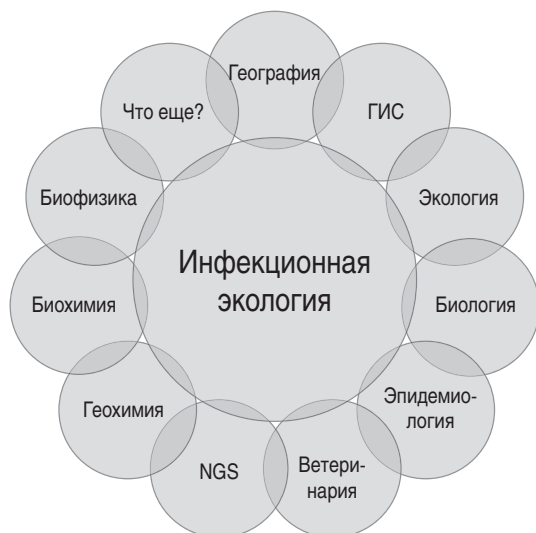 География
Что еще?
ГИС
Биофизика
Экология
Инфекционная
экология
Биохимия
Биология
Геохимия
Эпидемио-
логия
NGS
Ветери-
нария